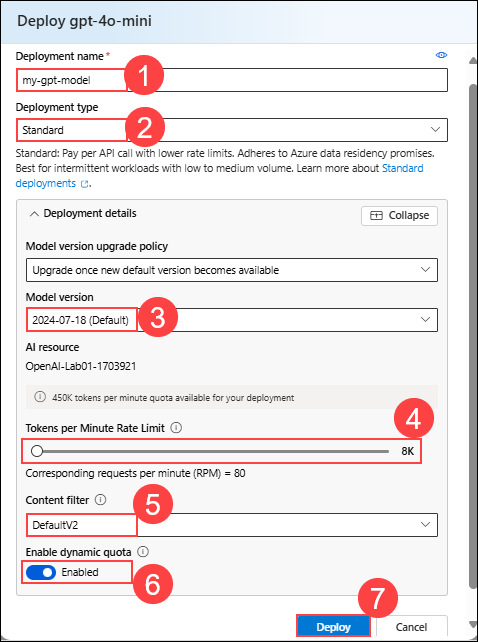 Deploy gpt-4o-mini
Deployment name *
my-gpt-model
1
Deployment type
Standard
2
Standard: Pay per API call with lower rate limits. Adheres to Azure data residency promises.
Best for intermittent workloads with low to medium volume. Learn more about Standard
deployments.
Deployment details
Collapse
Model version upgrade policy
Upgrade once new default version becomes available
Model version
2024-07-18 (Default)
3
AI resource
OpenAI-Lab01-1703921
450K tokens per minute quota available for your deployment
4
Tokens per Minute Rate Limit
8K
Corresponding requests per minute (RPM) = 80
Content filter
5
DefaultV2
Enable dynamic quota
Enabled
6
7
Deploy
Cancel